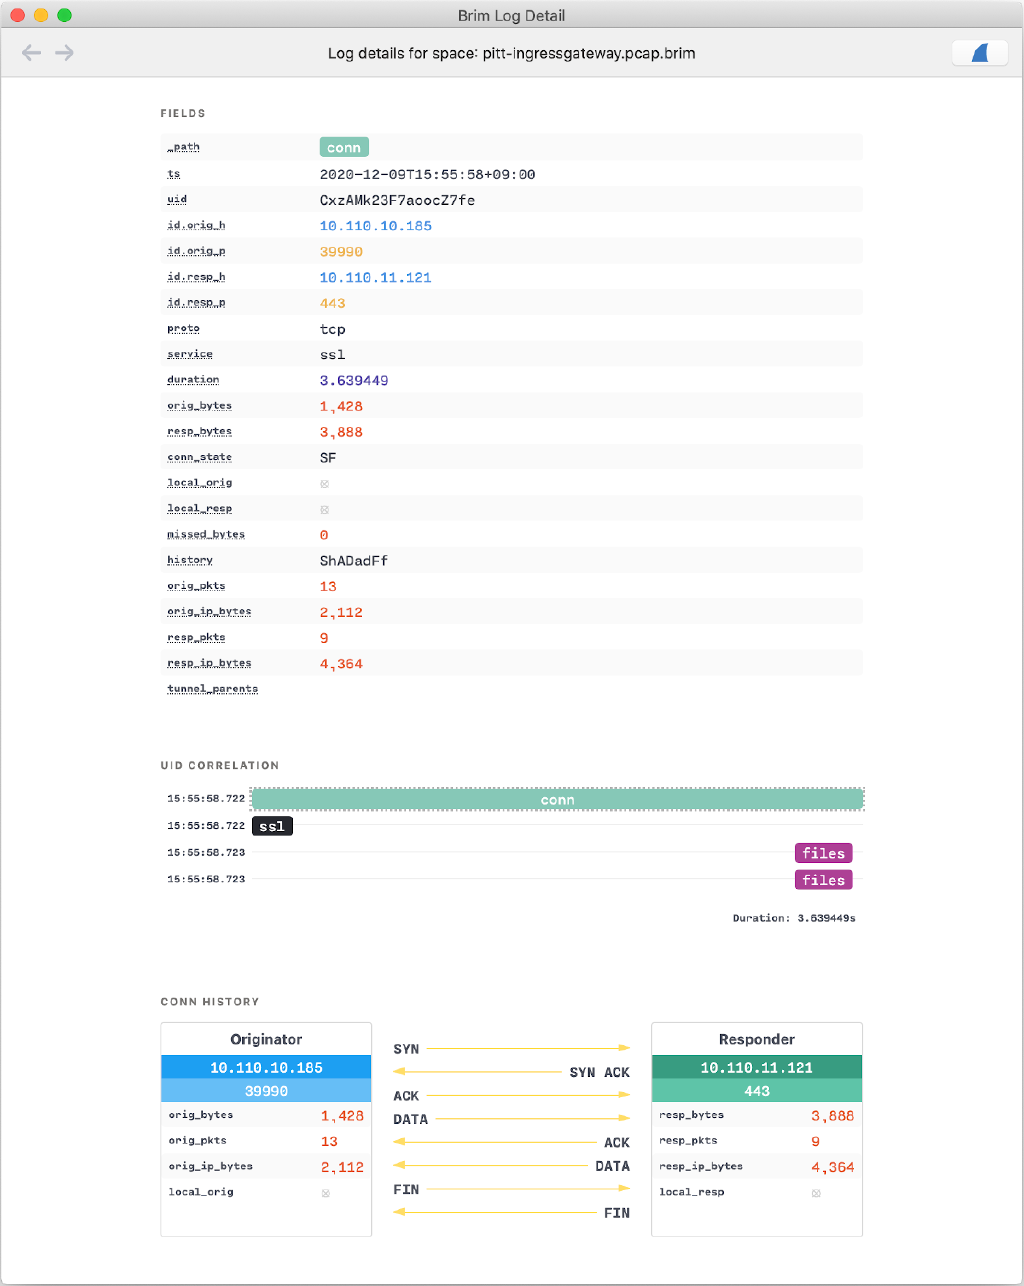 Brim Log Detail
Log details for space: pitt-ingressgateway.pcap.brim
FIELDS
_path conn
ts 2020-12-09T15:55:58+09:00
uid CxzAMk23F7aoocZ7fe
id.orig_h 10.110.10.185
id.orig_p 39990
id.resp_h 10.110.11.121
id.resp_p 443
proto tcp
service ssl
duration 3.639449
orig_bytes 1,428
resp_bytes 3,888
conn_state SF
local_orig
local_resp
missed_bytes 0
history ShADadFf
orig_pkts 13
orig_ip_bytes 2,112
resp_pkts 9
resp_ip_bytes 4,364
tunnel_parents
UID CORRELATION
15:55:58.722 conn
15:55:58.722 ssl
15:55:58.723 files
15:55:58.723 files
Duration: 3.639449s
CONN HISTORY
Originator
10.110.10.185
39990
orig_bytes 1,428
orig_pkts 13
orig_ip_bytes 2,112
local_orig
SYN
SYN ACK
ACK
DATA
ACK
DATA
FIN
FIN
Responder
10.110.11.121
443
resp_bytes 3,888
resp_pkts 9
resp_ip_bytes 4,364
local_resp